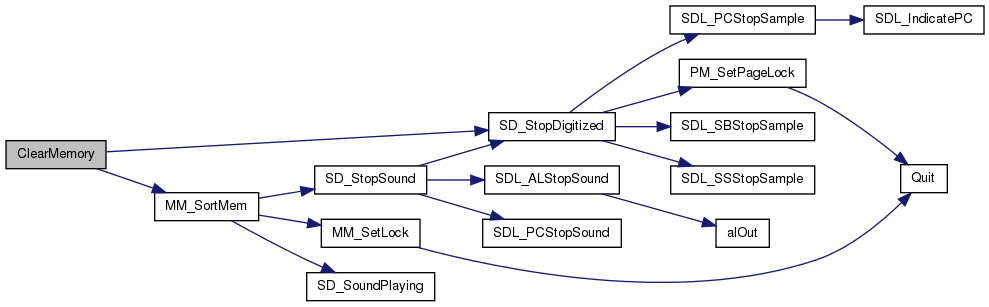 SDL_PCStopSample
SDL_IndicatePC
PM_SetPageLock
SD_StopDigitized
SDL_SBStopSample
ClearMemory
SD_StopSound
SDL_ALStopSound
SDL_SSStopSample
Quit
MM_SortMem
MM_SetLock
SDL_PCStopSound
alOut
SD_SoundPlaying